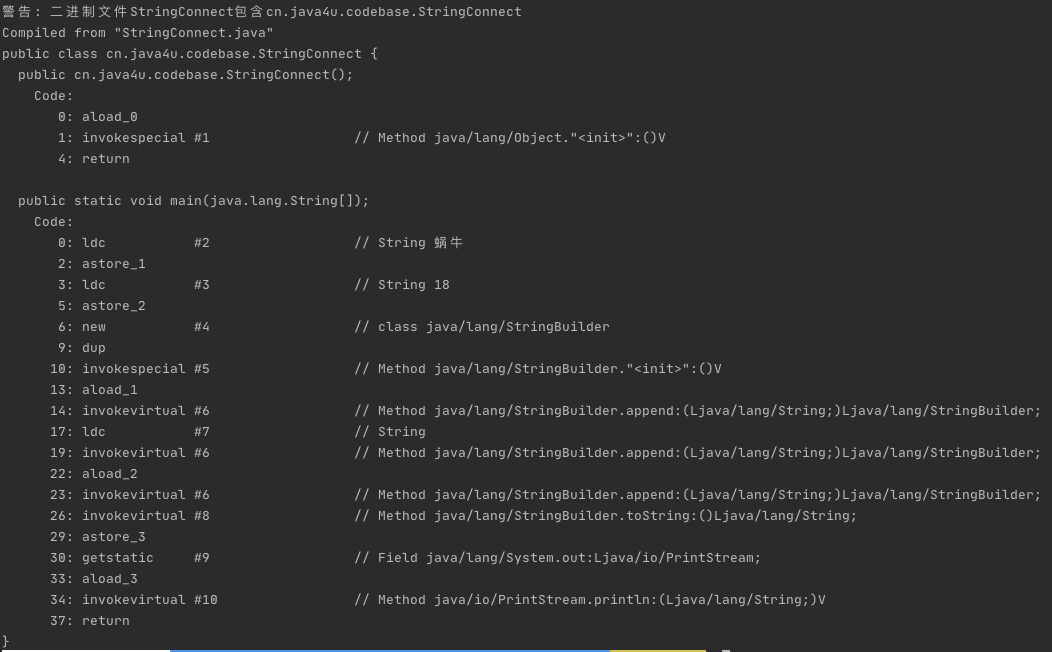 警告: 二进制文件StringConnect包含cn.java4u.codebase.StringConnect
Compiled from "StringConnect.java"
public class cn.java4u.codebase.StringConnect {
  public cn.java4u.codebase.StringConnect();
    Code:
       0: aload_0
       1: invokespecial #1                  // Method java/lang/Object."<init>":()V
       4: return

  public static void main(java.lang.String[]);
    Code:
       0: ldc           #2                  // String 蜗牛
       2: astore_1
       3: ldc           #3                  // String 18
       5: astore_2
       6: new           #4                  // class java/lang/StringBuilder
       9: dup
      10: invokespecial #5                  // Method java/lang/StringBuilder."<init>":()V
      13: aload_1
      14: invokevirtual #6                  // Method java/lang/StringBuilder.append:(Ljava/lang/String;)Ljava/lang/StringBuilder;
      17: ldc           #7                  // String
      19: invokevirtual #6                  // Method java/lang/StringBuilder.append:(Ljava/lang/String;)Ljava/lang/StringBuilder;
      22: aload_2
      23: invokevirtual #6                  // Method java/lang/StringBuilder.append:(Ljava/lang/String;)Ljava/lang/StringBuilder;
      26: invokevirtual #8                  // Method java/lang/StringBuilder.toString:()Ljava/lang/String;
      29: astore_3
      30: getstatic     #9                  // Field java/lang/System.out:Ljava/io/PrintStream;
      33: aload_3
      34: invokevirtual #10                 // Method java/io/PrintStream.println:(Ljava/lang/String;)V
      37: return
}